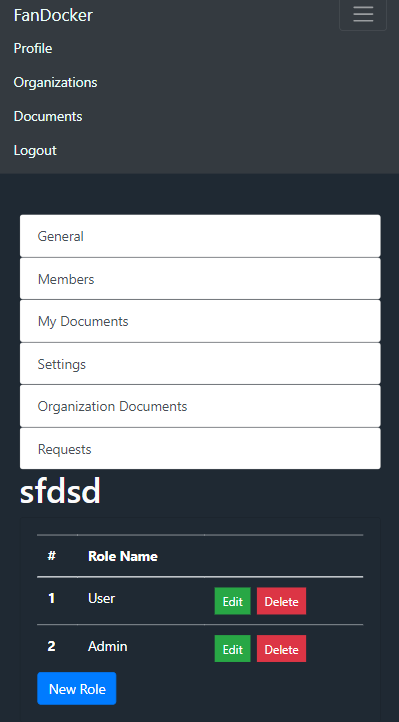 FanDocker
Profile
Organizations
Documents
Logout
General
Members
My Documents
Settings
Organization Documents
Requests
sfdsd
# Role Name
1 User Edit Delete
2 Admin Edit Delete
New Role